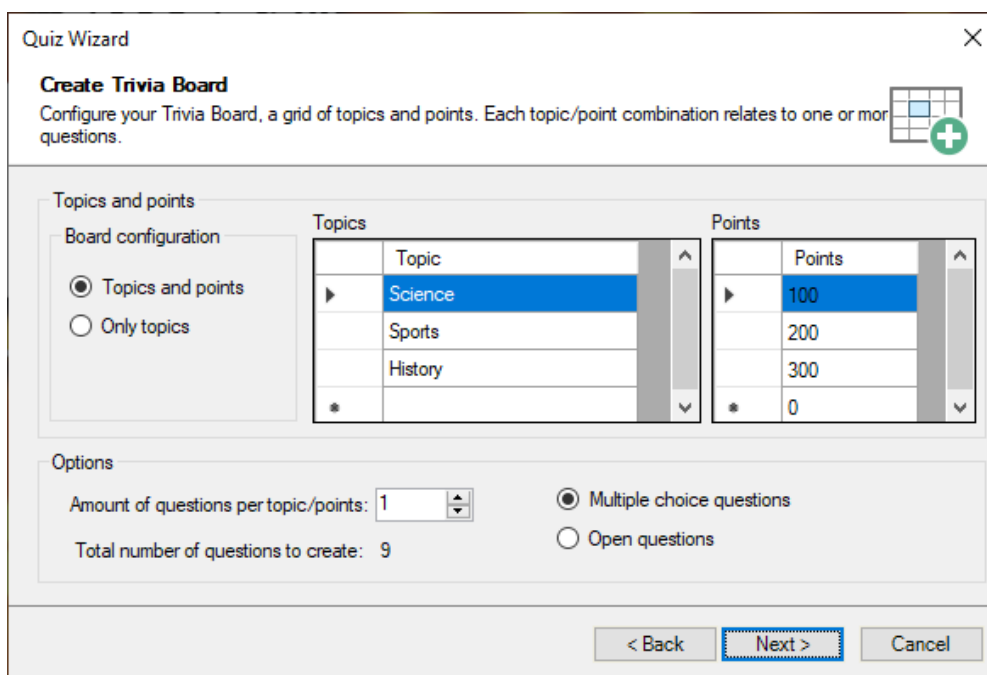 Quiz Wizard
Create Trivia Board
Configure your Trivia Board, a grid of topics and points. Each topic/point combination relates to one or mor
questions.
Topics and points
Board configuration
Topics and points
Only topics
Topics
Topic
Science
Sports
History
Points
Points
100
200
300
0
Options
Amount of questions per topic/points: 1
Total number of questions to create: 9
Multiple choice questions
Open questions
< Back
Next >
Cancel